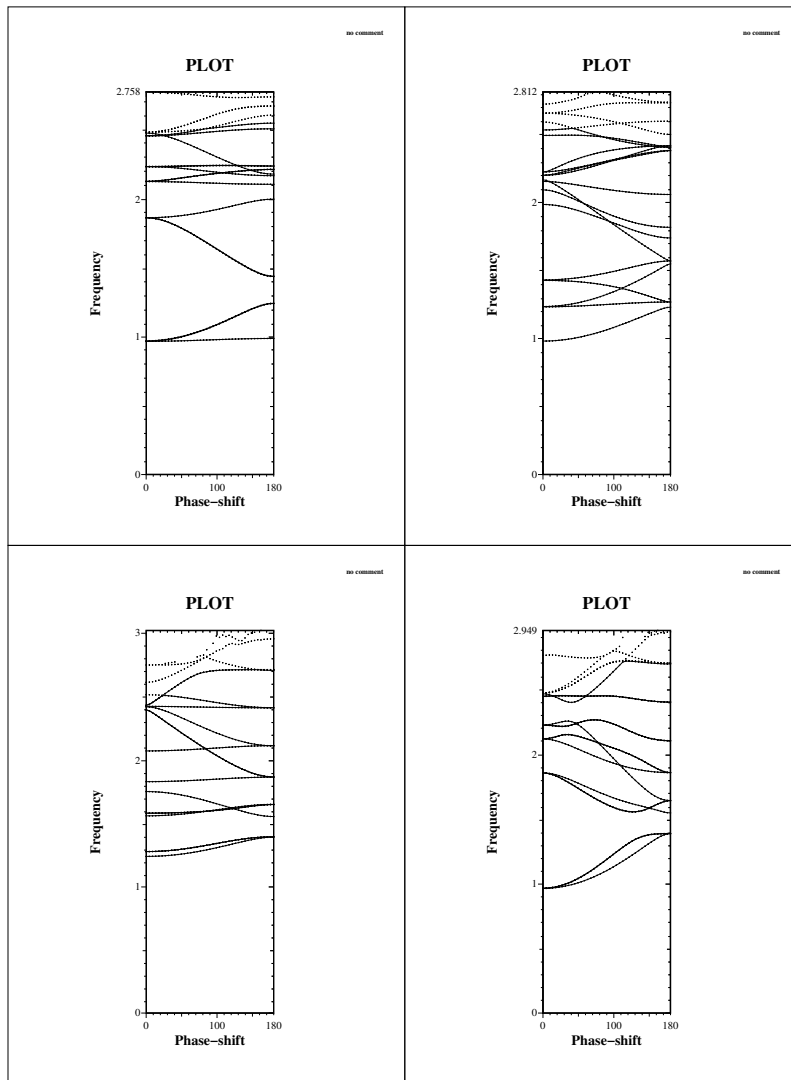 no comment
PLOT
2.758
2
1
0
Frequency
0 100 180
Phase−shift
no comment
PLOT
2.812
2
1
0
Frequency
0 100 180
Phase−shift
no comment
PLOT
3
2
1
0
Frequency
0 100 180
Phase−shift
no comment
PLOT
2.949
2
1
0
Frequency
0 100 180
Phase−shift